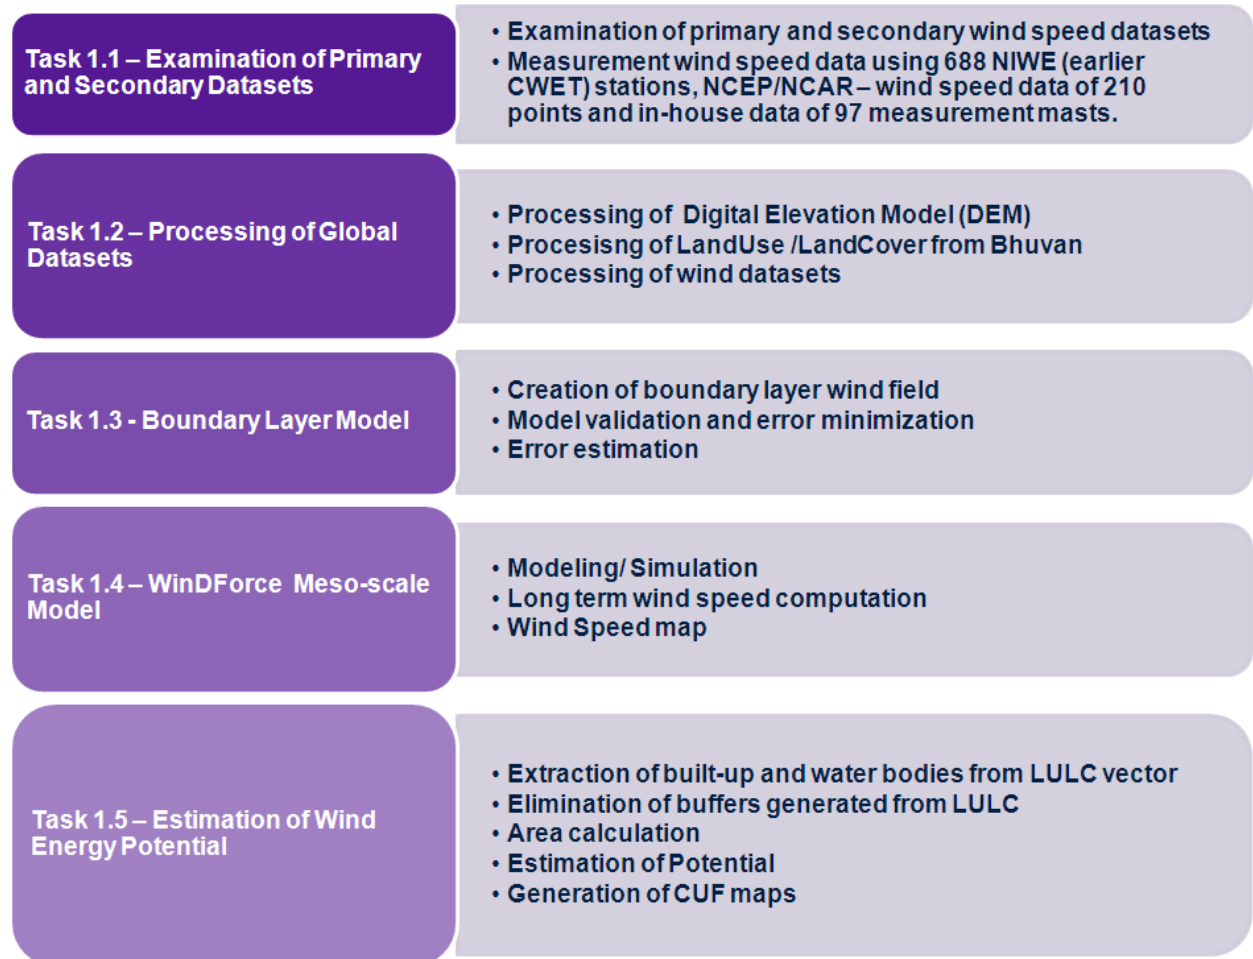 Task 1.1 – Examination of Primary
and Secondary Datasets
• Examination of primary and secondary wind speed datasets
• Measurement wind speed data using 688 NIWE (earlier
CWET) stations, NCEP/NCAR – wind speed data of 210
points and in-house data of 97 measurement masts.
Task 1.2 – Processing of Global
Datasets
• Processing of Digital Elevation Model (DEM)
• Procesisng of LandUse /LandCover from Bhuvan
• Processing of wind datasets
Task 1.3 - Boundary Layer Model
• Creation of boundary layer wind field
• Model validation and error minimization
• Error estimation
Task 1.4 – WinDForce Meso-scale
Model
• Modeling/ Simulation
• Long term wind speed computation
• Wind Speed map
Task 1.5 – Estimation of Wind
Energy Potential
• Extraction of built-up and water bodies from LULC vector
• Elimination of buffers generated from LULC
• Area calculation
• Estimation of Potential
• Generation of CUF maps